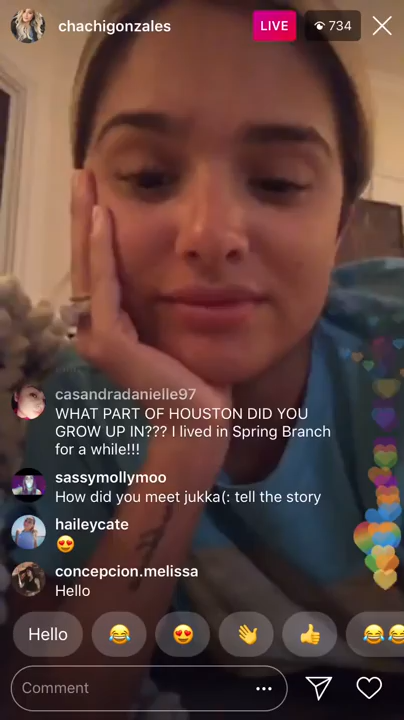 chachigonzales
LIVE
734
casandradanielle97
WHAT PART OF HOUSTON DID YOU
GROW UP IN??? I lived in Spring Branch
for a while!!!
sassymollymoo
How did you meet jukka(: tell the story
haileycate
😍
concepcion.melissa
Hello
Hello 😂 😍 👋 👍 😂😂
Comment